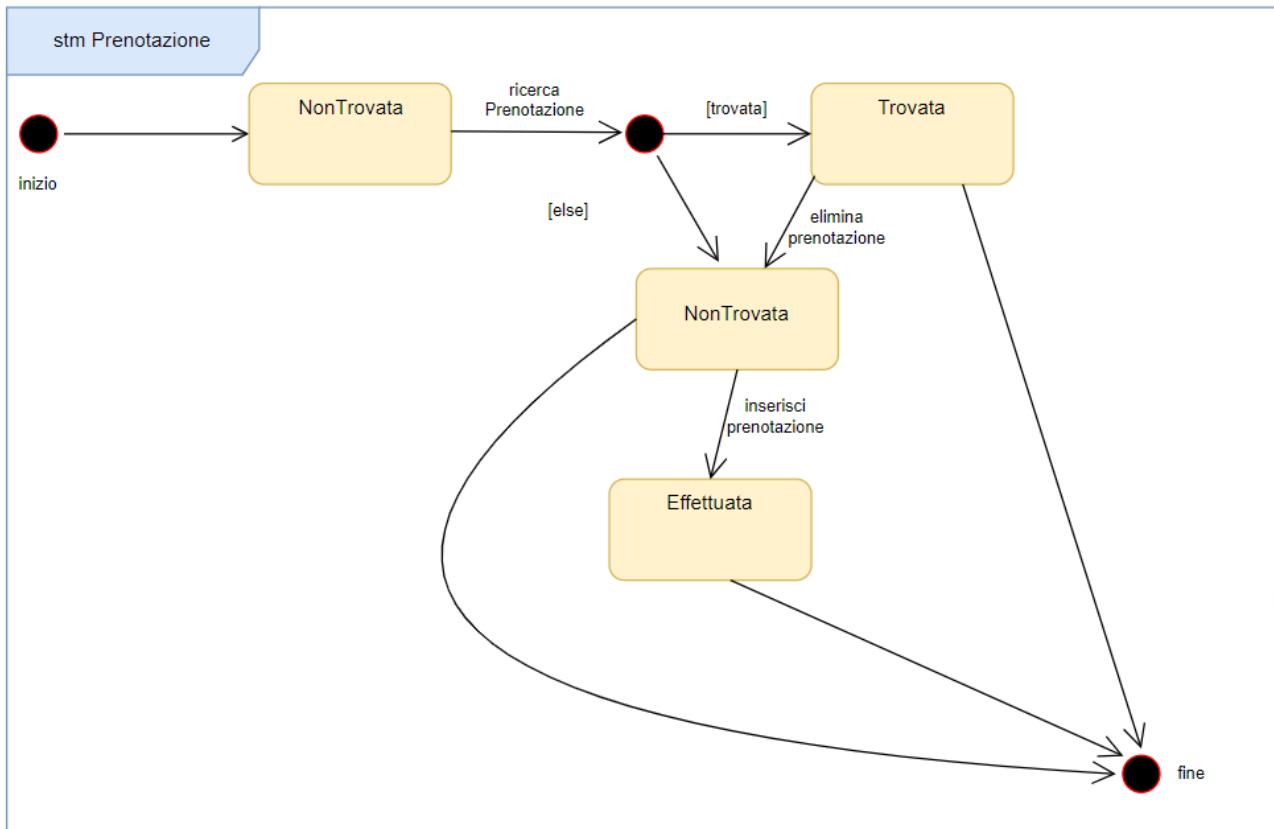 stm Prenotazione
inizio
NonTrovata
ricerca
Prenotazione
[trovata]
Trovata
[else]
elimina
prenotazione
NonTrovata
inserisci
prenotazione
Effettuata
fine